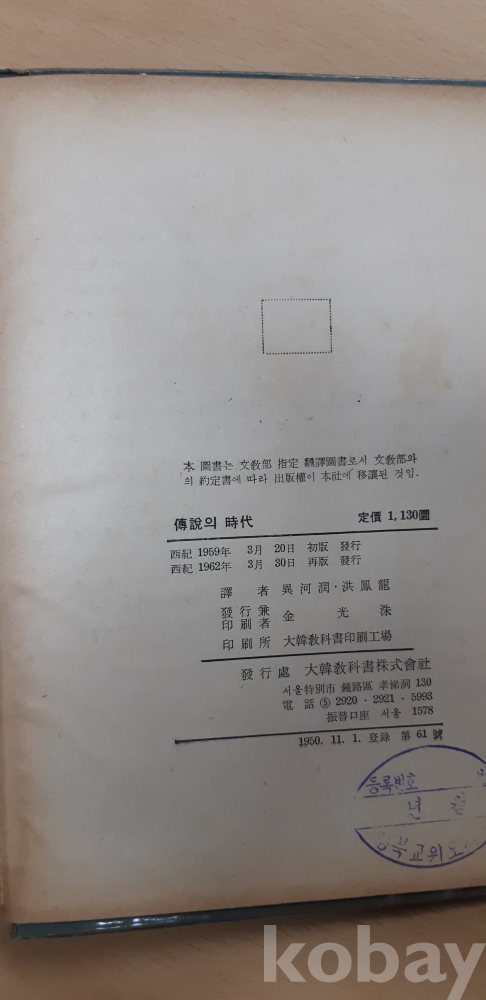 本 圖書는 文敎部 指定 飜譯圖書로서 文敎部와
의 約定書에 따라 出版權이 本社에 移讓된 것임.
傳說의 時代 定價 1,130圜
西紀 1959年 3月 20日 初版 發行
西紀 1962年 3月 30日 再版 發行
譯者 異河潤·洪鳳龍
發行兼
印刷者 金光洙
印刷所 大韓敎科書印刷工場
發行處 大韓敎科書株式會社
서울特別市 鍾路區 孝悌洞 130
電話 ⑤ 2920·2921·5993
振替口座 서울 1578
1950. 11. 1. 登錄 第 61 號
등록번호
년 월
북교위도
kobay